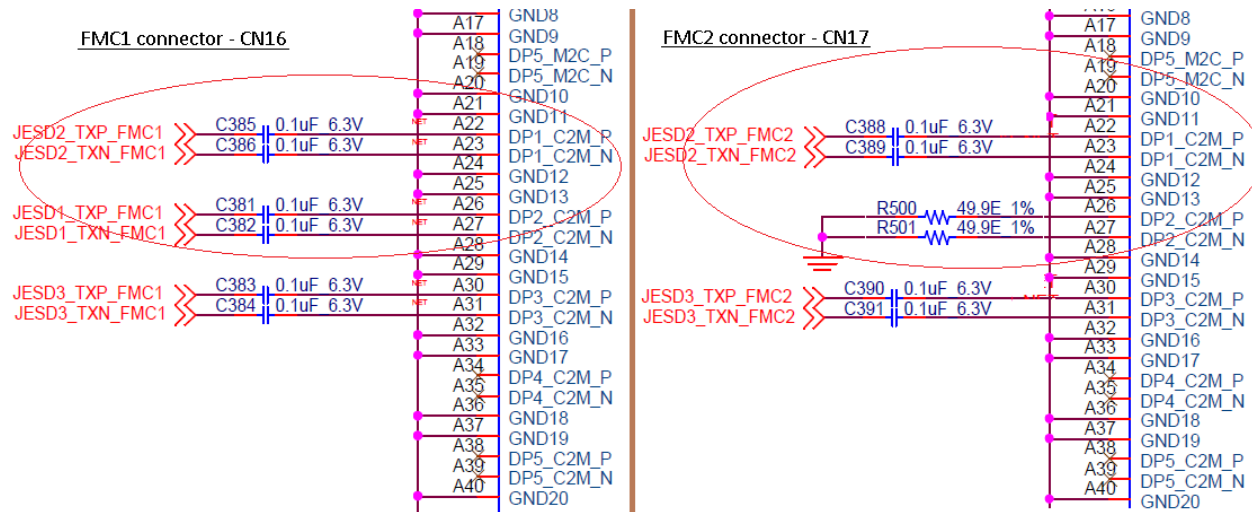 FMC1 connector - CN16
GND8
A17
GND9
A18
DP5_M2C_P
A19
DP5_M2C_N
A20
GND10
A21
GND11
JESD2_TXP_FMC1 C385 0.1uF 6.3V NET A22 DP1_C2M_P
JESD2_TXN_FMC1 C386 0.1uF 6.3V NET A23 DP1_C2M_N
A24
GND12
A25
GND13
JESD1_TXP_FMC1 C381 0.1uF 6.3V NET A26 DP2_C2M_P
JESD1_TXN_FMC1 C382 0.1uF 6.3V NET A27 DP2_C2M_N
A28
GND14
A29
GND15
JESD3_TXP_FMC1 C383 0.1uF 6.3V NET A30 DP3_C2M_P
JESD3_TXN_FMC1 C384 0.1uF 6.3V A31 DP3_C2M_N
A32
GND16
A33
GND17
A34
DP4_C2M_P
A35
DP4_C2M_N
A36
GND18
A37
GND19
A38
DP5_C2M_P
A39
DP5_C2M_N
A40
GND20
FMC2 connector - CN17
GND8
A17
GND9
A18
DP5_M2C_P
A19
DP5_M2C_N
A20
GND10
A21
GND11
JESD2_TXP_FMC2 C388 0.1uF 6.3V A22 DP1_C2M_P
JESD2_TXN_FMC2 C389 0.1uF 6.3V A23 DP1_C2M_N
A24
GND12
A25
GND13
R500 49.9E 1% A26 DP2_C2M_P
R501 49.9E 1% A27 DP2_C2M_N
A28
GND14
A29
GND15
JESD3_TXP_FMC2 C390 0.1uF 6.3V A30 DP3_C2M_P
JESD3_TXN_FMC2 C391 0.1uF 6.3V A31 DP3_C2M_N
A32
GND16
A33
GND17
A34
DP4_C2M_P
A35
DP4_C2M_N
A36
GND18
A37
GND19
A38
DP5_C2M_P
A39
DP5_C2M_N
A40
GND20